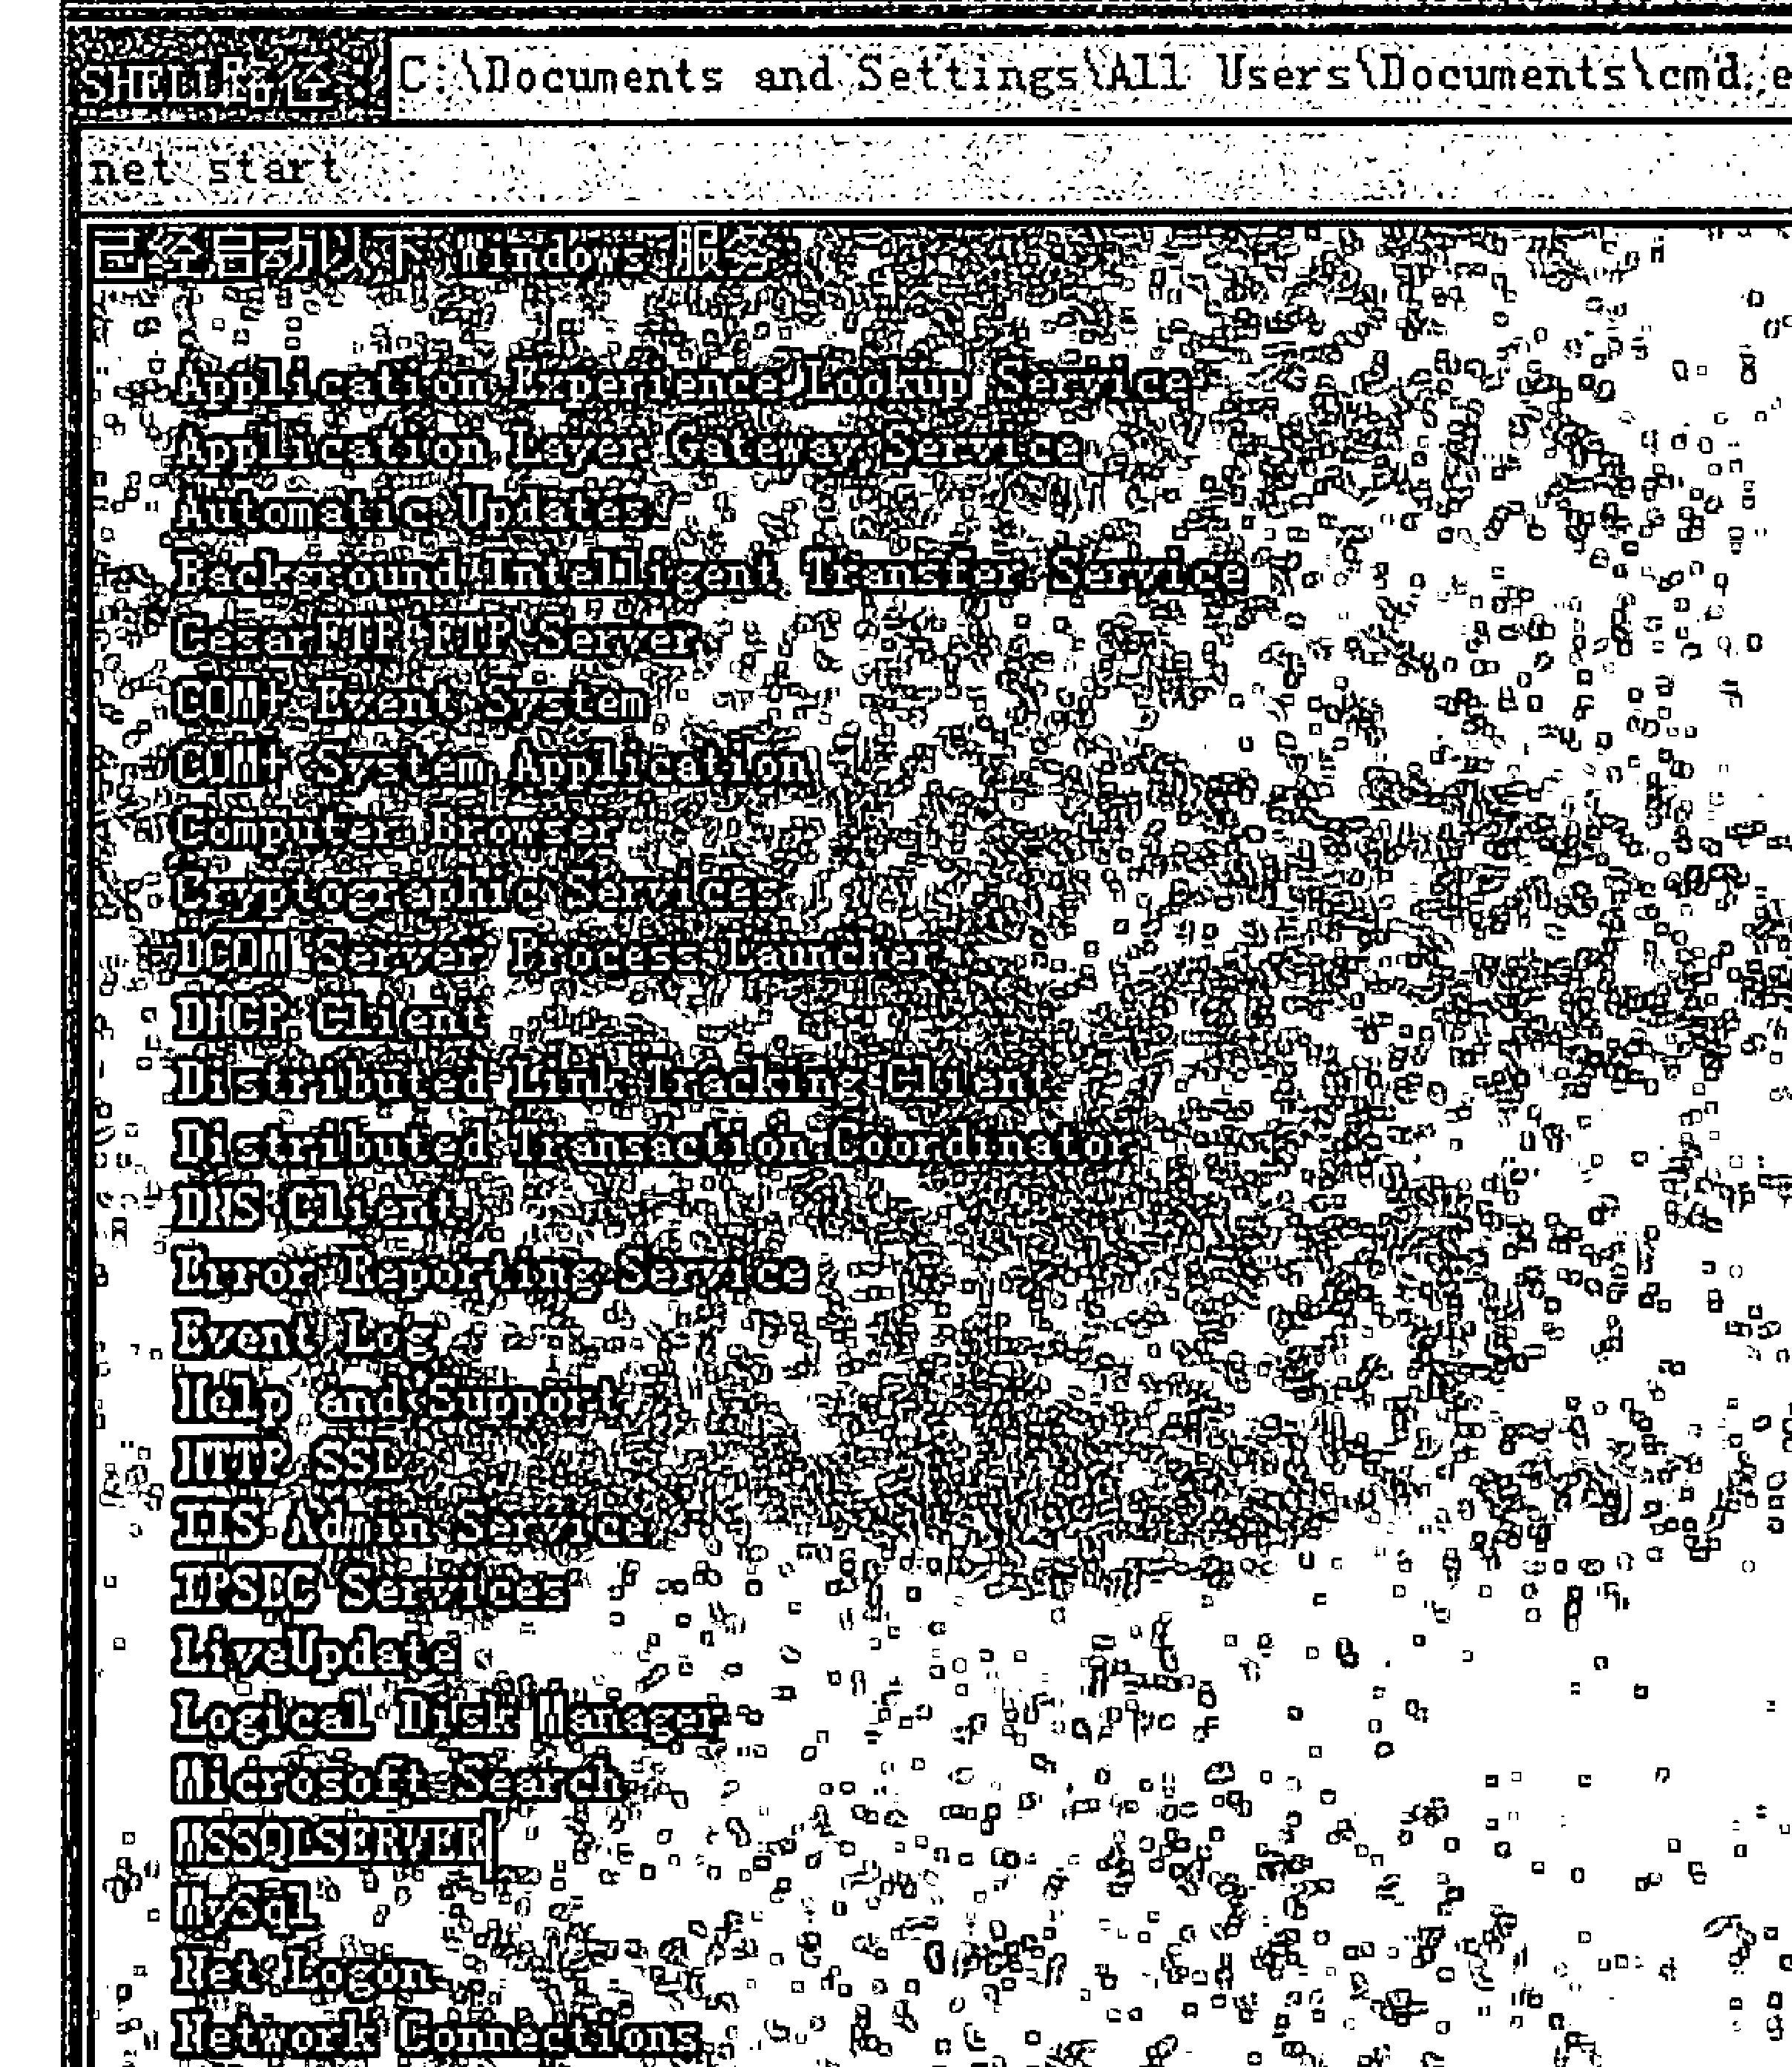 SHELL路径 C:\Documents and Settings\All Users\Documents\cmd.e
net start
已经启动以下 Windows 服务
Application Experience Lookup Service
Application Layer Gateway Service
Automatic Updates
Background Intelligent Transfer Service
CesarFTP FTP Server
COM+ Event System
COM+ System Application
Computer Browser
Cryptographic Services
DCOM Server Process Launcher
DHCP Client
Distributed Link Tracking Client
Distributed Transaction Coordinator
DNS Client
Error Reporting Service
Event Log
Help and Support
HTTP SSL
IIS Admin Service
IPSEC Services
LiveUpdate
Logical Disk Manager
Microsoft Search
MSSQLSERVER
MySql
Net Logon
Network Connections